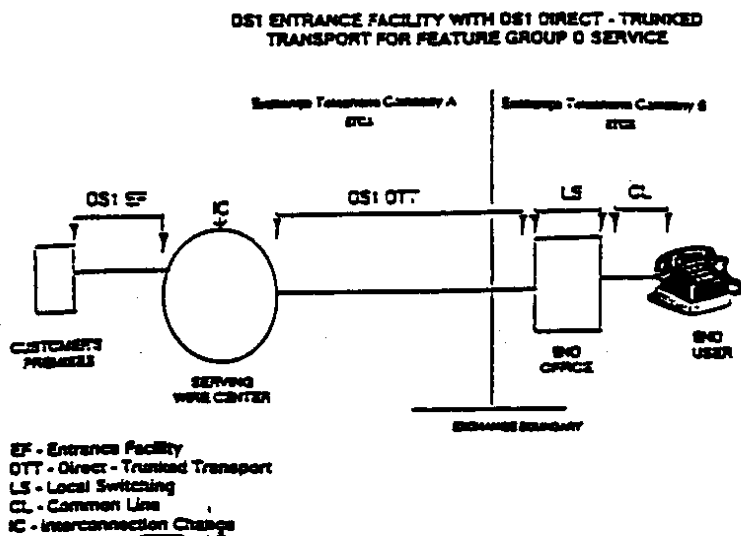 DS1 ENTRANCE FACILITY WITH DS1 DIRECT - TRUNKED
TRANSPORT FOR FEATURE GROUP D SERVICE
Exchange Telephone Company A
Exchange Telephone Company B
DS1 EF
IC
DS1 DTT
LS
CL
CUSTOMER'S
PREMISES
SERVING
WIRE CENTER
END
OFFICE
END
USER
EXCHANGE BOUNDARY
EF - Entrance Facility
DTT - Direct - Trunked Transport
LS - Local Switching
CL - Common Line
IC - Interconnection Charge